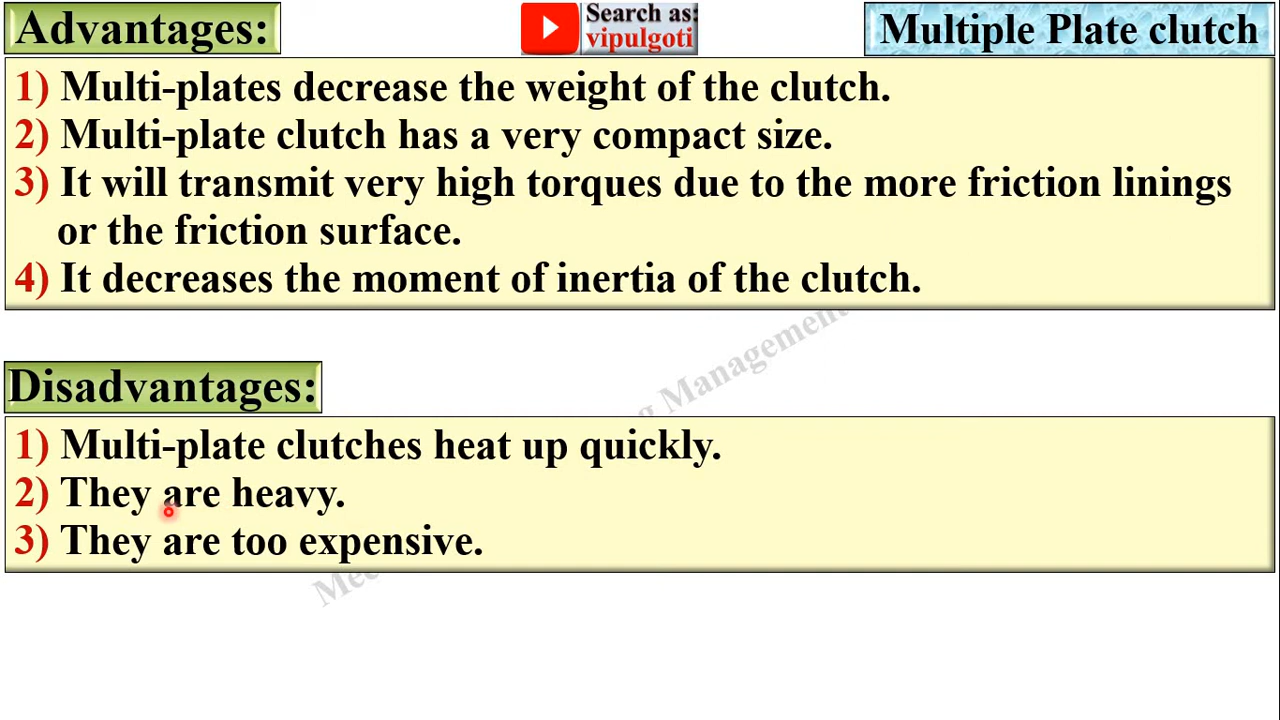 Advantages:
Search as:
vipulgoti
Multiple Plate clutch
1) Multi-plates decrease the weight of the clutch.
2) Multi-plate clutch has a very compact size.
3) It will transmit very high torques due to the more friction linings
or the friction surface.
4) It decreases the moment of inertia of the clutch.
Management
Disadvantages:
1) Multi-plate clutches heat up quickly.
2) They are heavy.
3) They are too expensive.